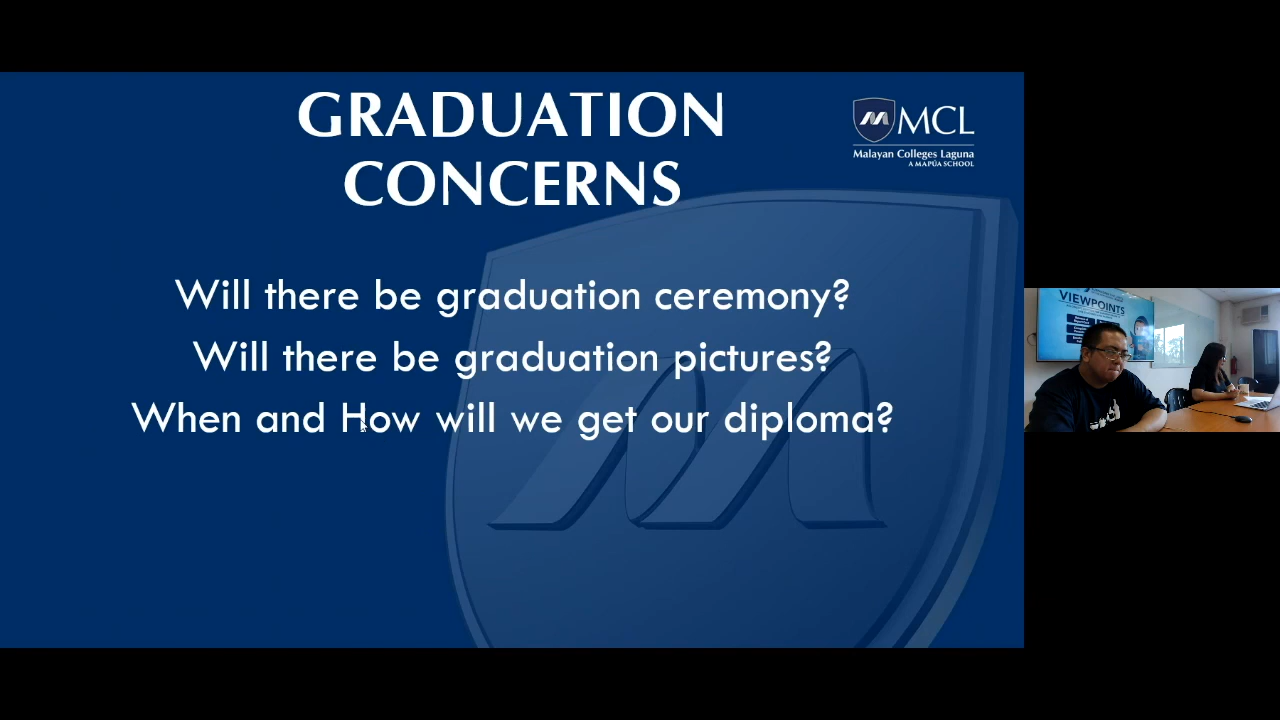 GRADUATION
CONCERNS
MCL
Malayan Colleges Laguna
A MAPÚA SCHOOL
Will there be graduation ceremony?
Will there be graduation pictures?
When and How will we get our diploma?
VIEWPOINTS